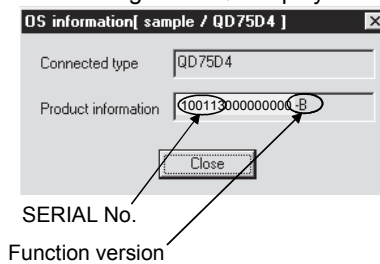 OS information[ sample / QD75D4 ]
Connected type QD75D4
Product information 100113000000000 -B
Close
SERIAL No.
Function version